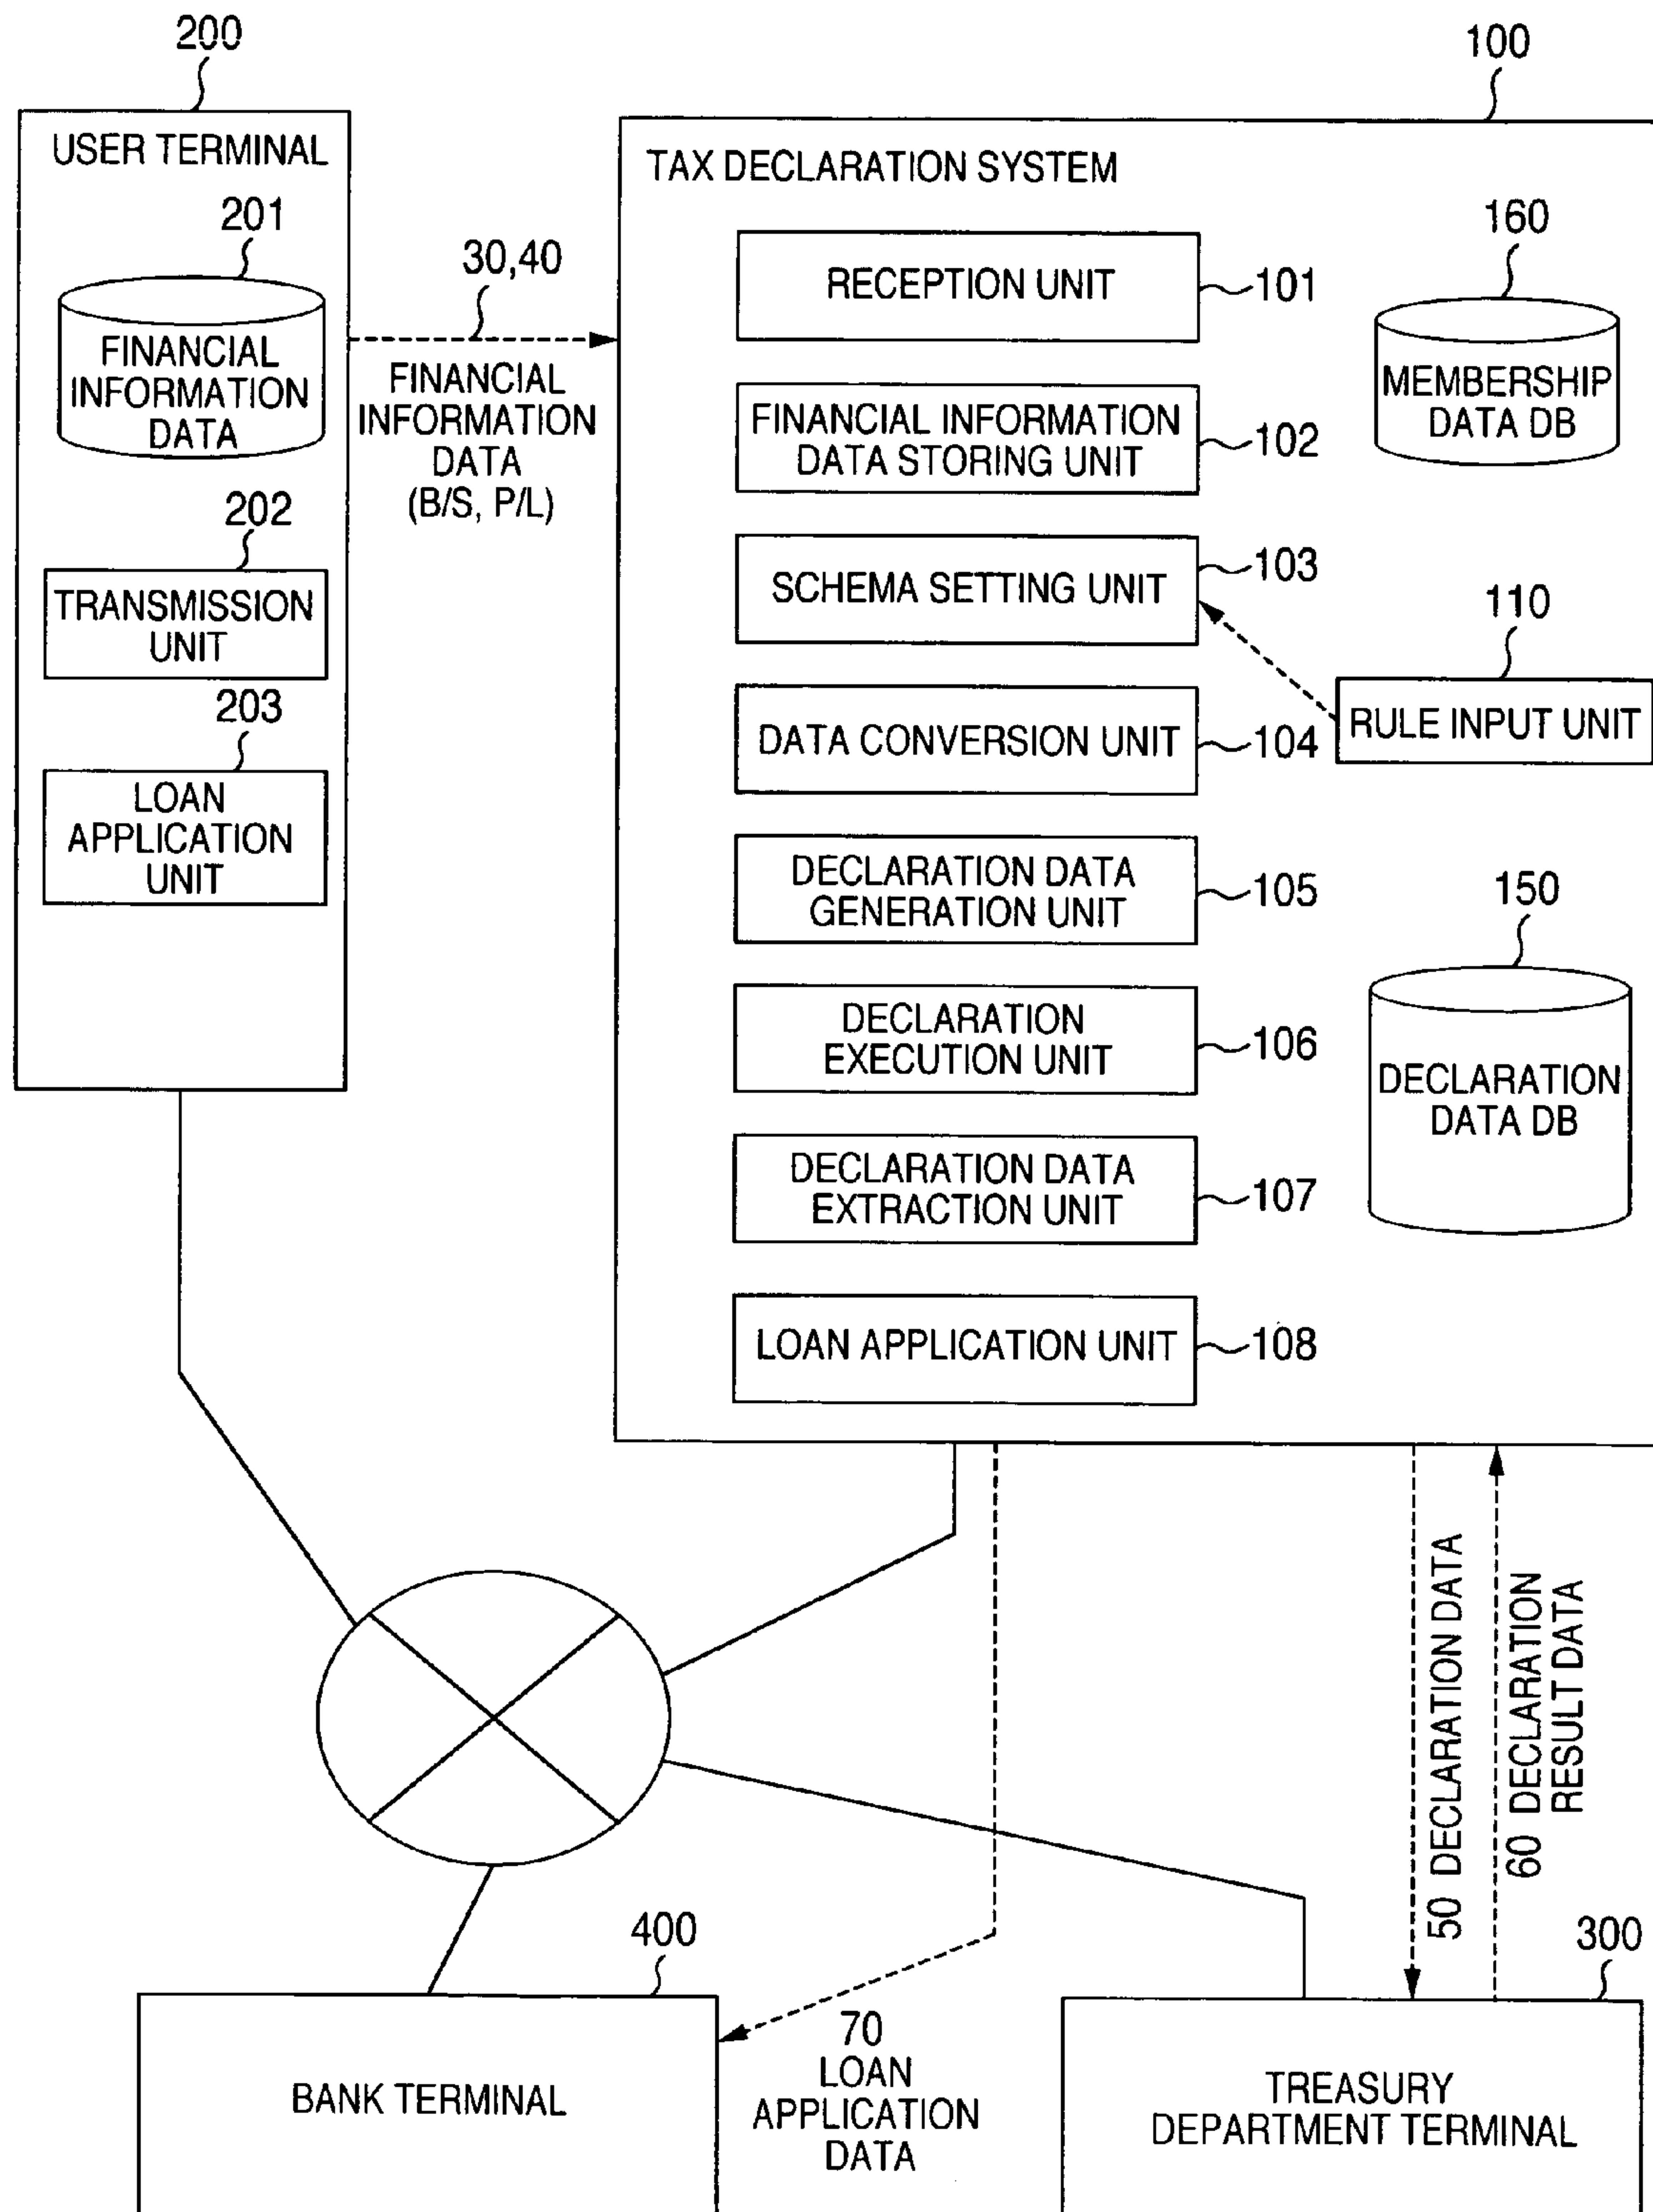 200
USER TERMINAL
201
FINANCIAL
INFORMATION
DATA
202
TRANSMISSION
UNIT
203
LOAN
APPLICATION
UNIT
30,40
FINANCIAL
INFORMATION
DATA
(B/S, P/L)
100
TAX DECLARATION SYSTEM
RECEPTION UNIT
101
FINANCIAL INFORMATION
DATA STORING UNIT
102
SCHEMA SETTING UNIT
103
DATA CONVERSION UNIT
104
DECLARATION DATA
GENERATION UNIT
105
DECLARATION
EXECUTION UNIT
106
DECLARATION DATA
EXTRACTION UNIT
107
LOAN APPLICATION UNIT
108
160
MEMBERSHIP
DATA DB
110
RULE INPUT UNIT
150
DECLARATION
DATA DB
50 DECLARATION DATA
60 DECLARATION
RESULT DATA
400
BANK TERMINAL
70
LOAN
APPLICATION
DATA
300
TREASURY
DEPARTMENT TERMINAL